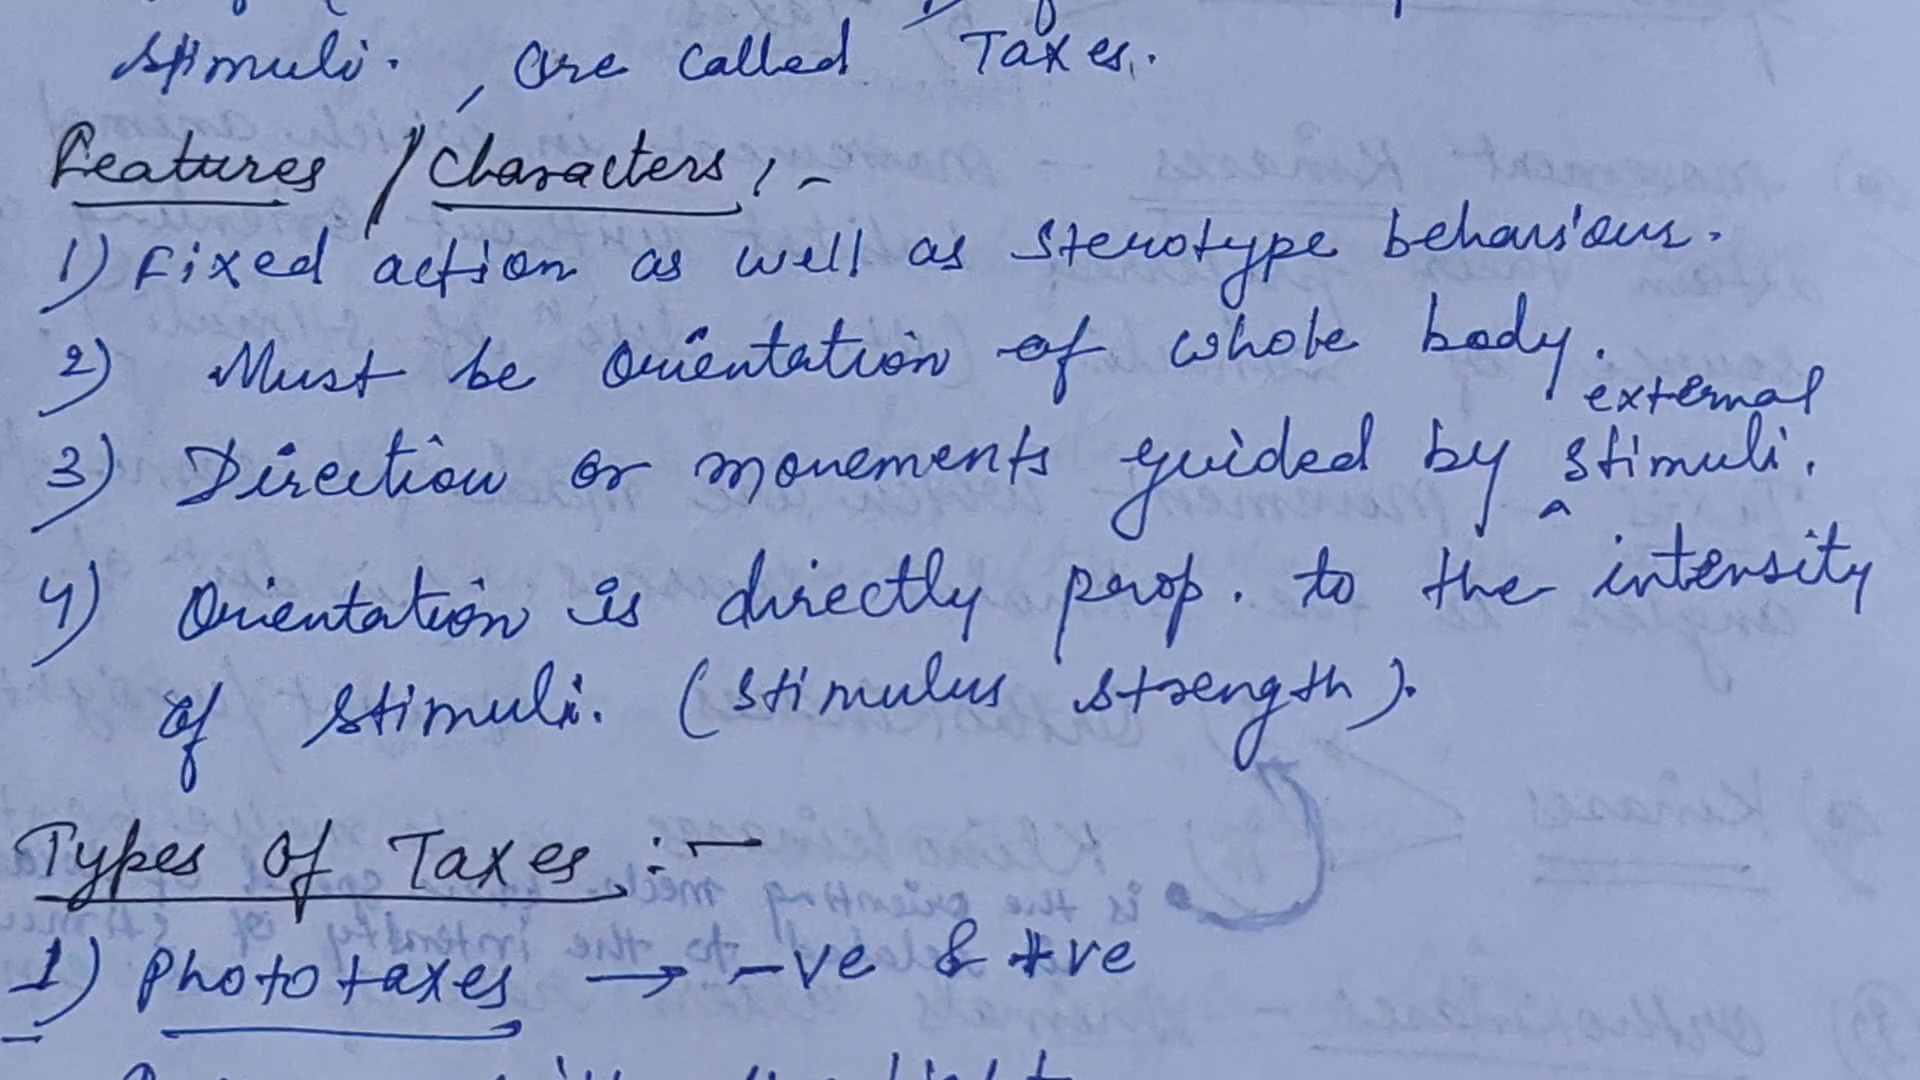 stimuli. , are called Taxes.
Features / Characters :-
1) Fixed action as well as sterotype behaviour.
2) Must be orientation of whole body.
external
3) Direction or movements guided by ^ stimuli.
4) Orientation is directly prop. to the intensity
of stimuli. (stimulus strength).
Types of Taxes :-
1) Phototaxes → -ve & +ve